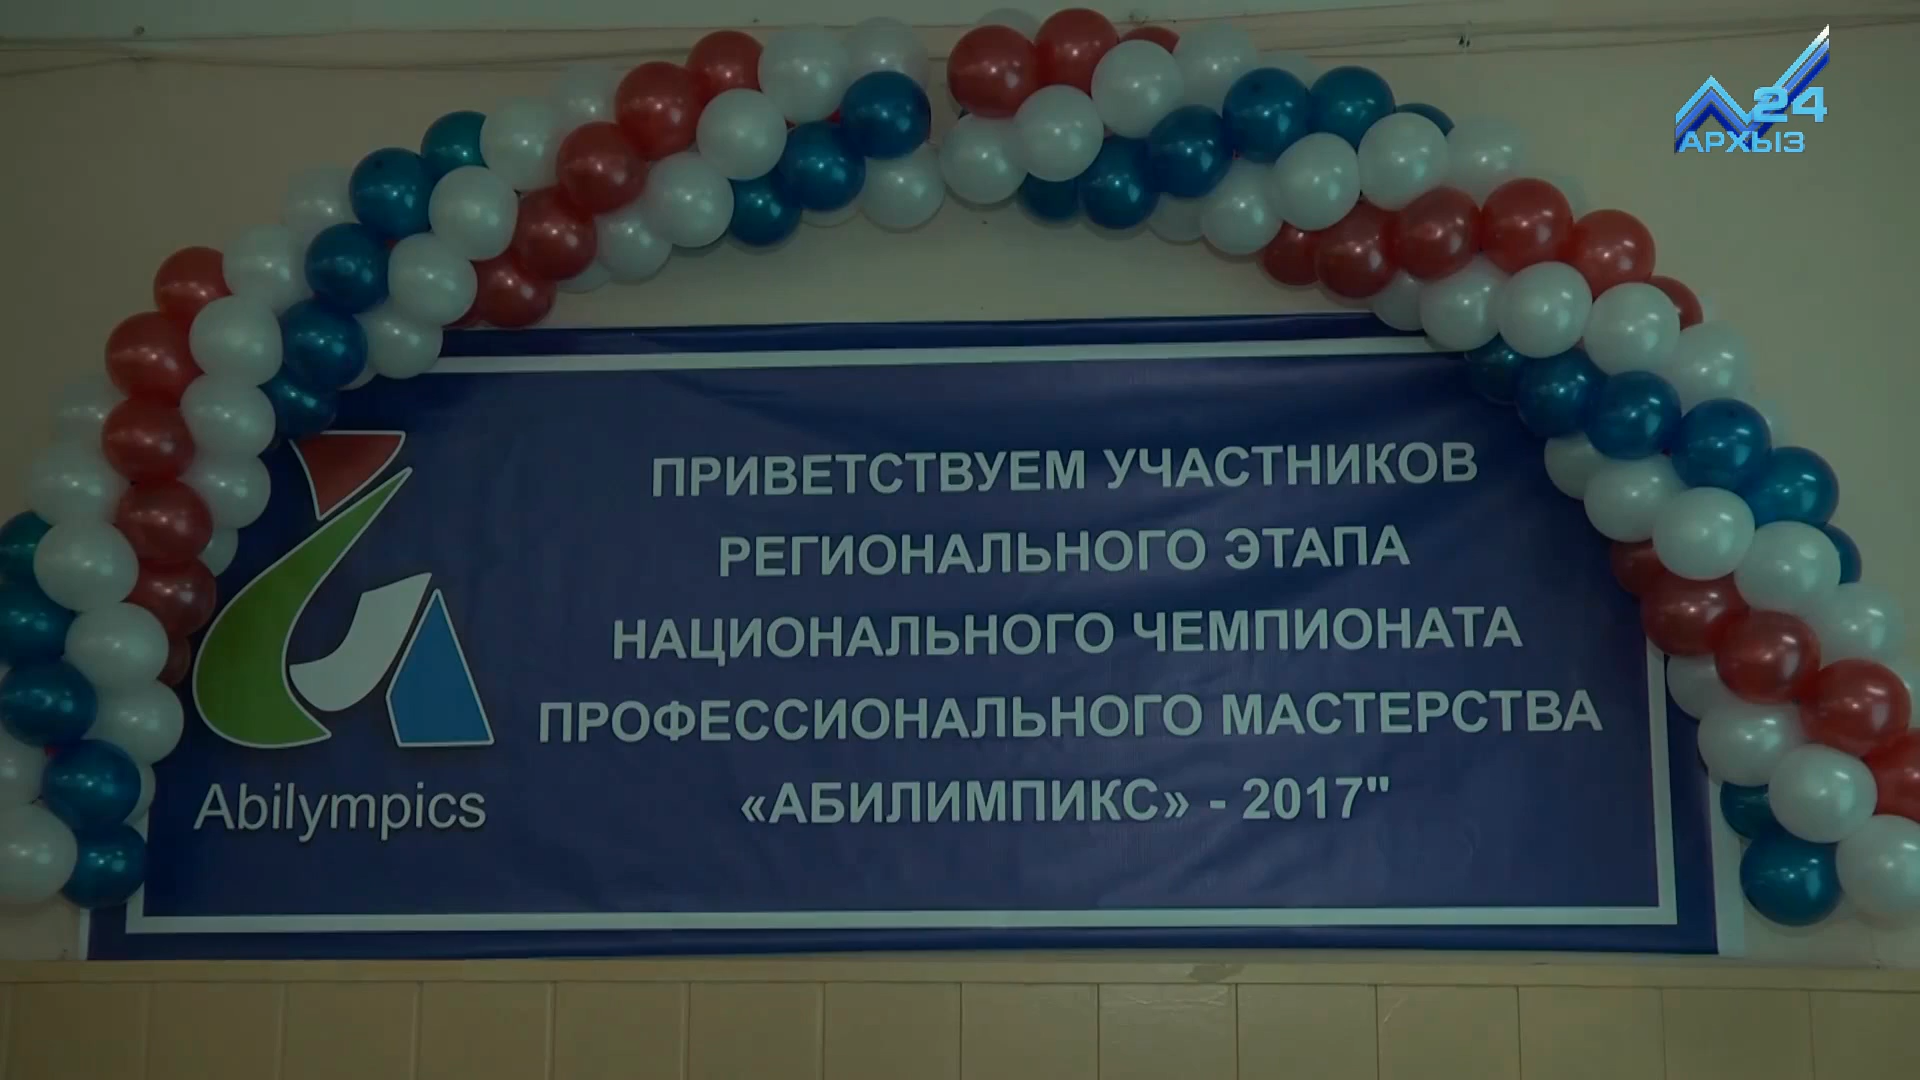 24
АРХЫЗ
ПРИВЕТСТВУЕМ УЧАСТНИКОВ
РЕГИОНАЛЬНОГО ЭТАПА
НАЦИОНАЛЬНОГО ЧЕМПИОНАТА
ПРОФЕССИОНАЛЬНОГО МАСТЕРСТВА
«АБИЛИМПИКС» - 2017"
Abilympics